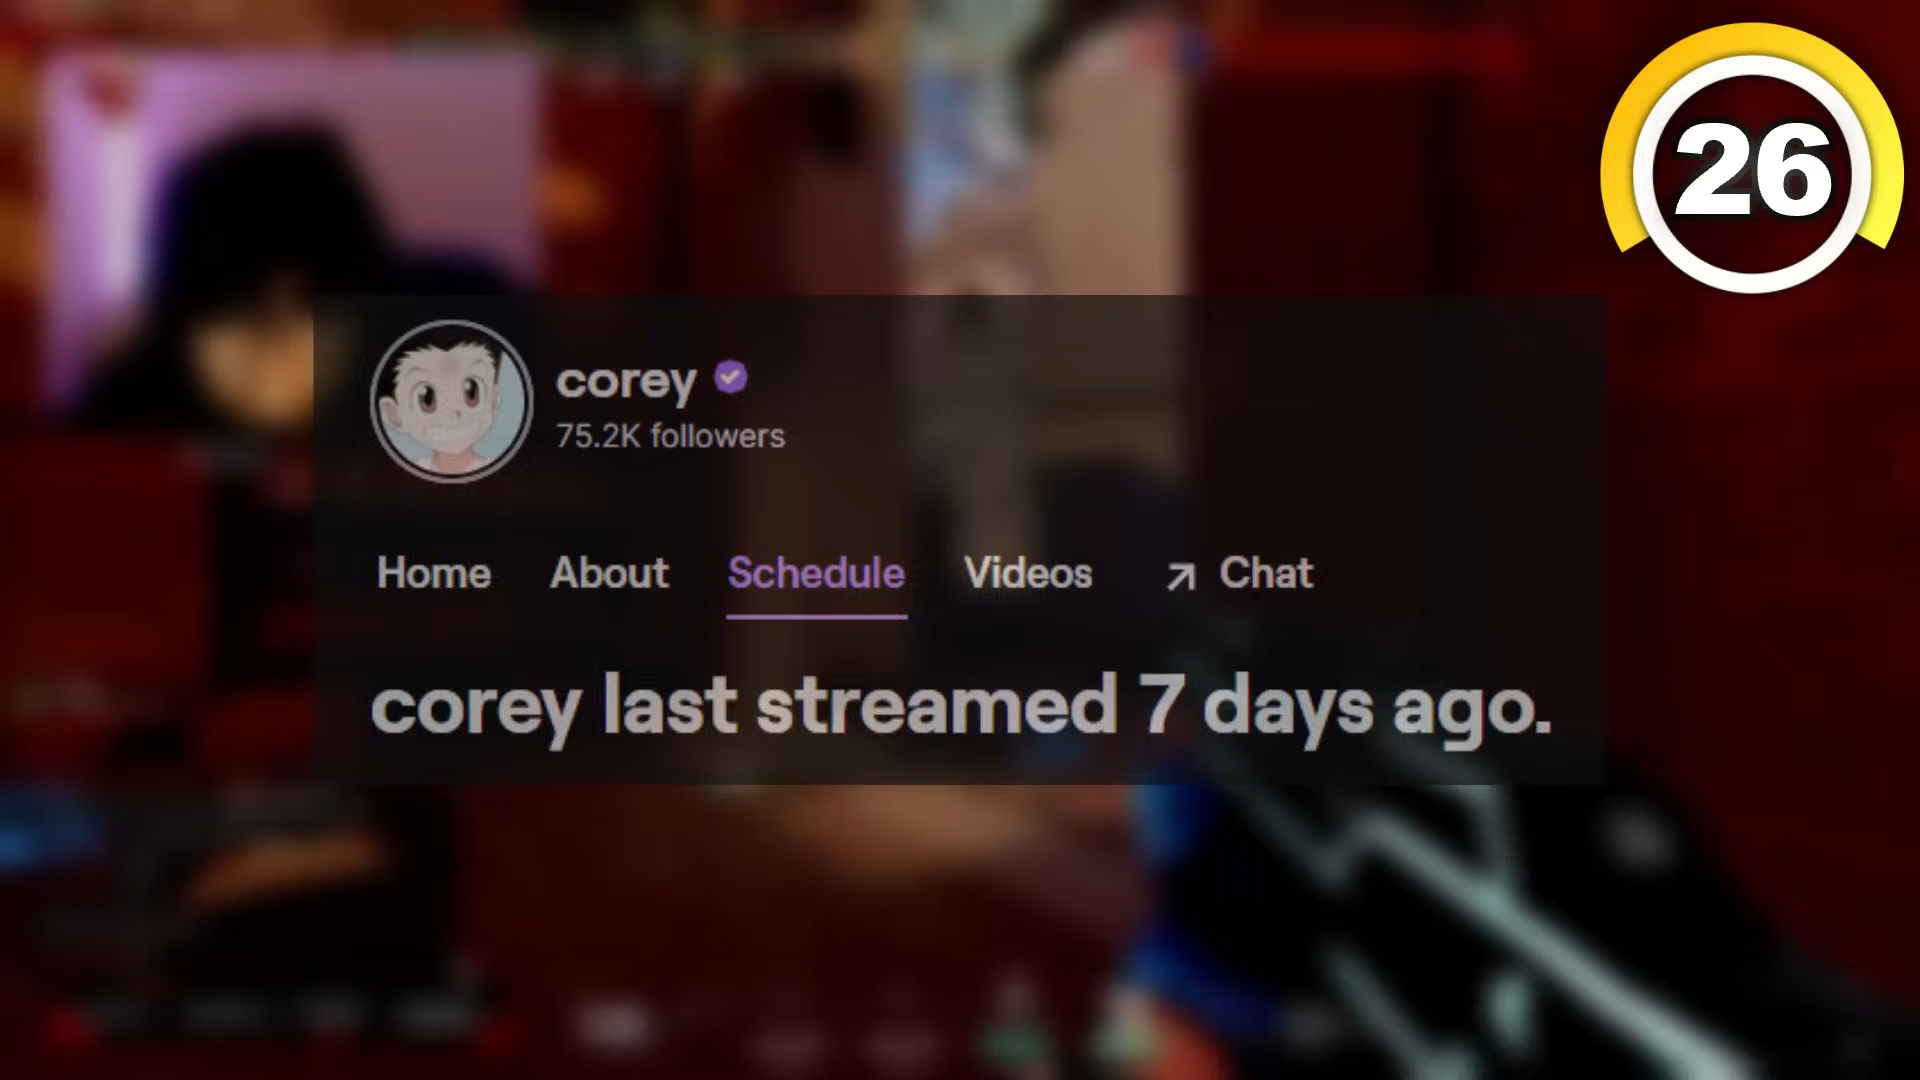 26
corey
75.2K followers
Home About Schedule Videos Chat
corey last streamed 7 days ago.